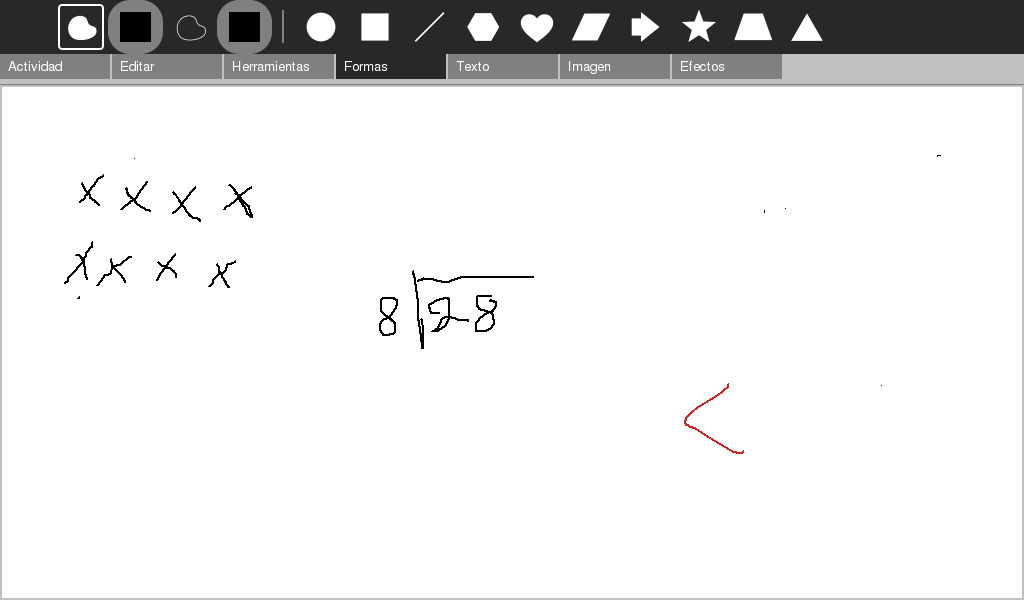 Actividad Editar Herramientas Formas Texto Imagen Efectos
x x x x
x x x x
8 28
<